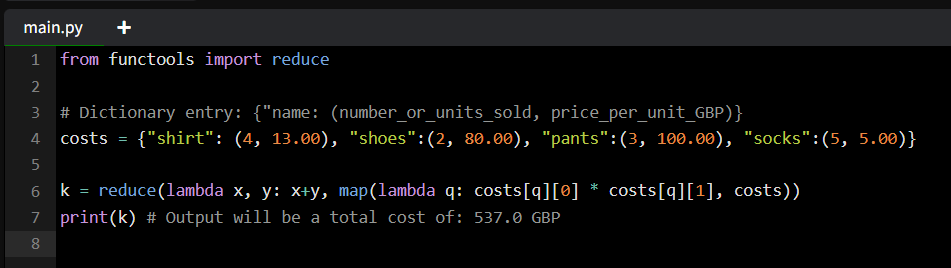 main.py +
1 from functools import reduce
2
3 # Dictionary entry: {"name: (number_or_units_sold, price_per_unit_GBP)}
4 costs = {"shirt": (4, 13.00), "shoes":(2, 80.00), "pants":(3, 100.00), "socks":(5, 5.00)}
5
6 k = reduce(lambda x, y: x+y, map(lambda q: costs[q][0] * costs[q][1], costs))
7 print(k) # Output will be a total cost of: 537.0 GBP
8